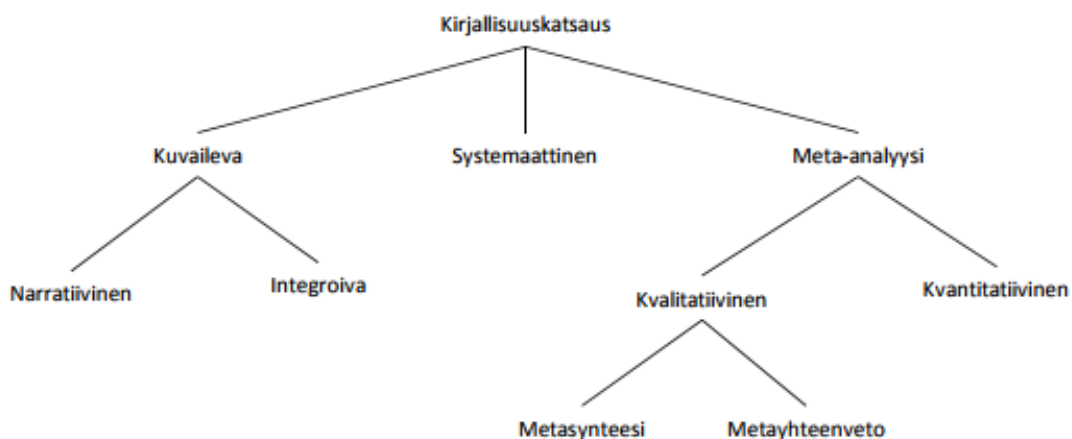 Kirjallisuuskatsaus
Kuvaileva
Systemaattinen
Meta-analyysi
Narratiivinen
Integroiva
Kvalitatiivinen
Kvantitatiivinen
Metasynteesi
Metayhteenveto